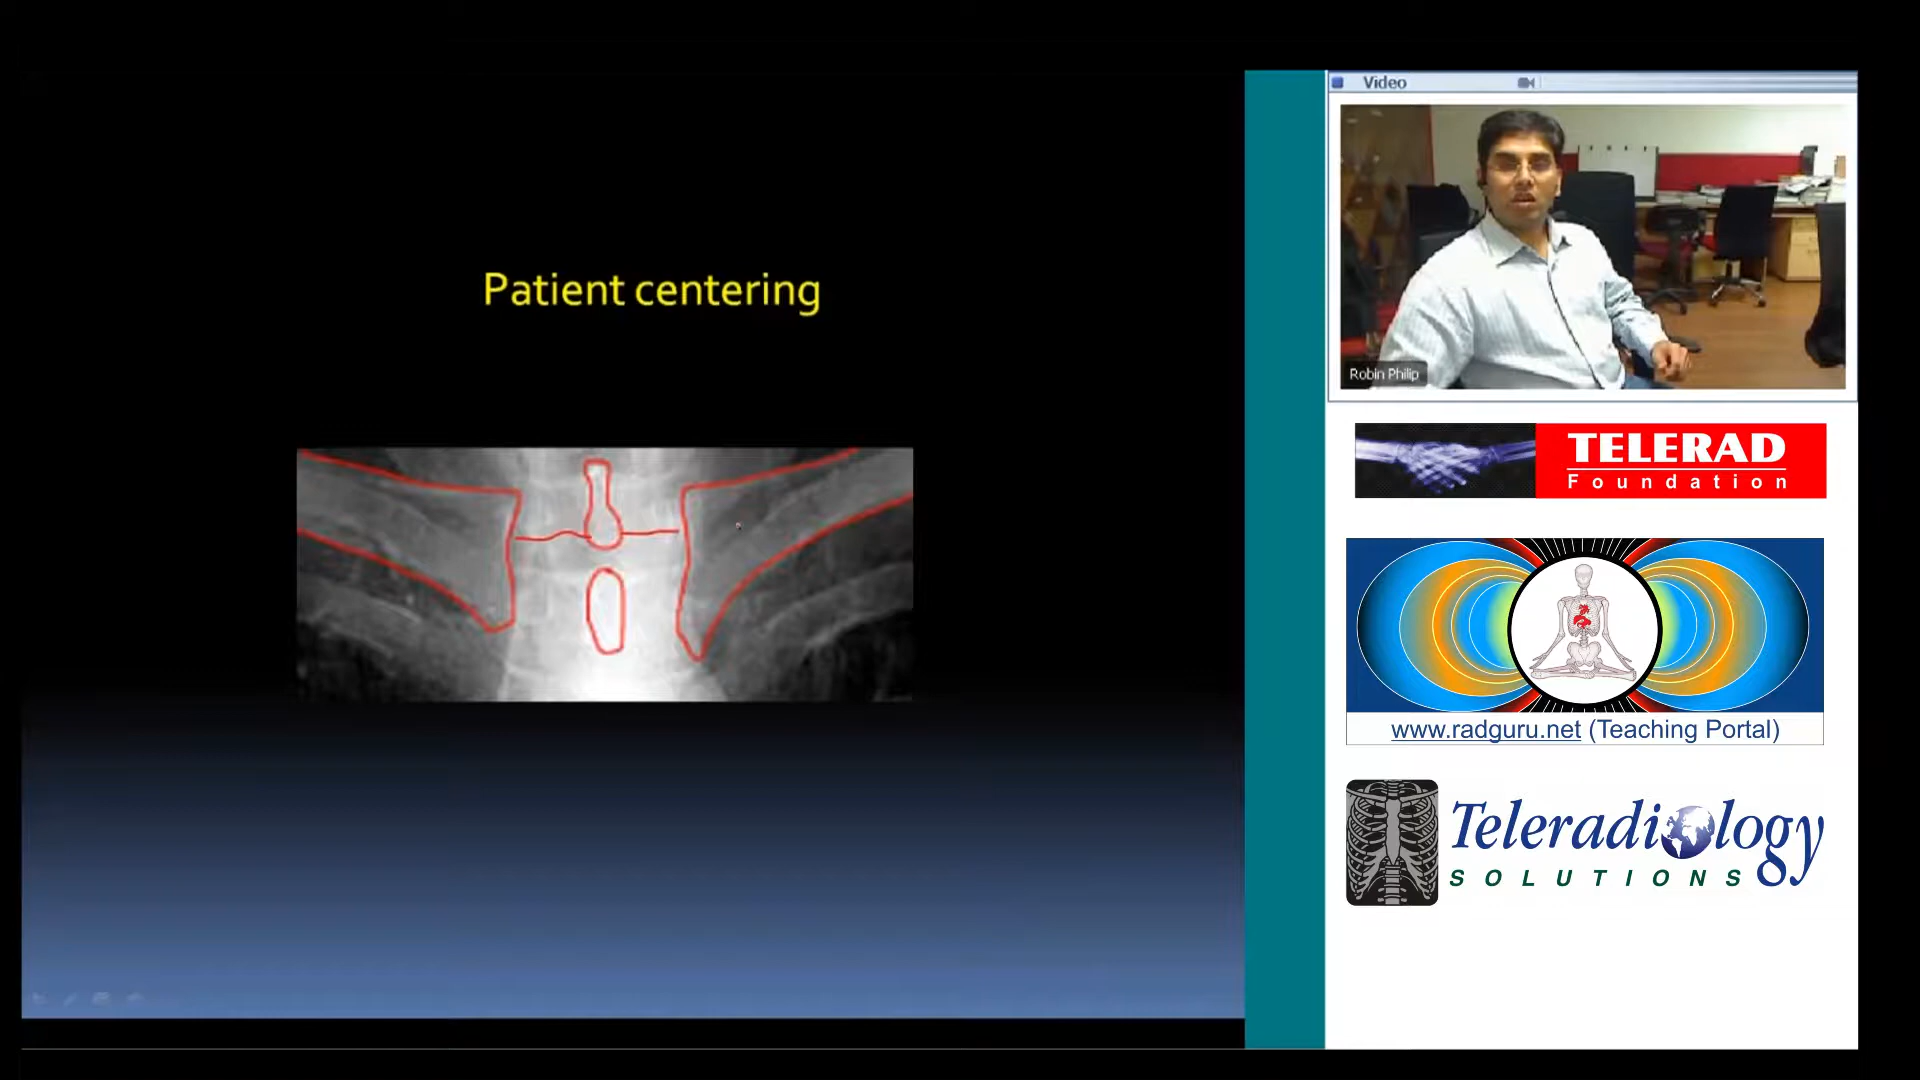 Patient centering
Video
Robin Philip
TELERAD
Foundation
www.radguru.net (Teaching Portal)
Teleradiology
SOLUTIONS